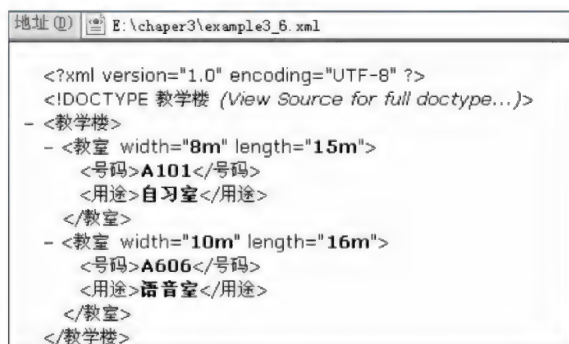 地址(D) E:\chaper3\example3_6.xml
<?xml version="1.0" encoding="UTF-8" ?>
<!DOCTYPE 教学楼 (View Source for full doctype...)>
- <教学楼>
- <教室 width="8m" length="15m">
<号码>A101</号码>
<用途>自习室</用途>
</教室>
- <教室 width="10m" length="16m">
<号码>A606</号码>
<用途>语音室</用途>
</教室>
</教学楼>